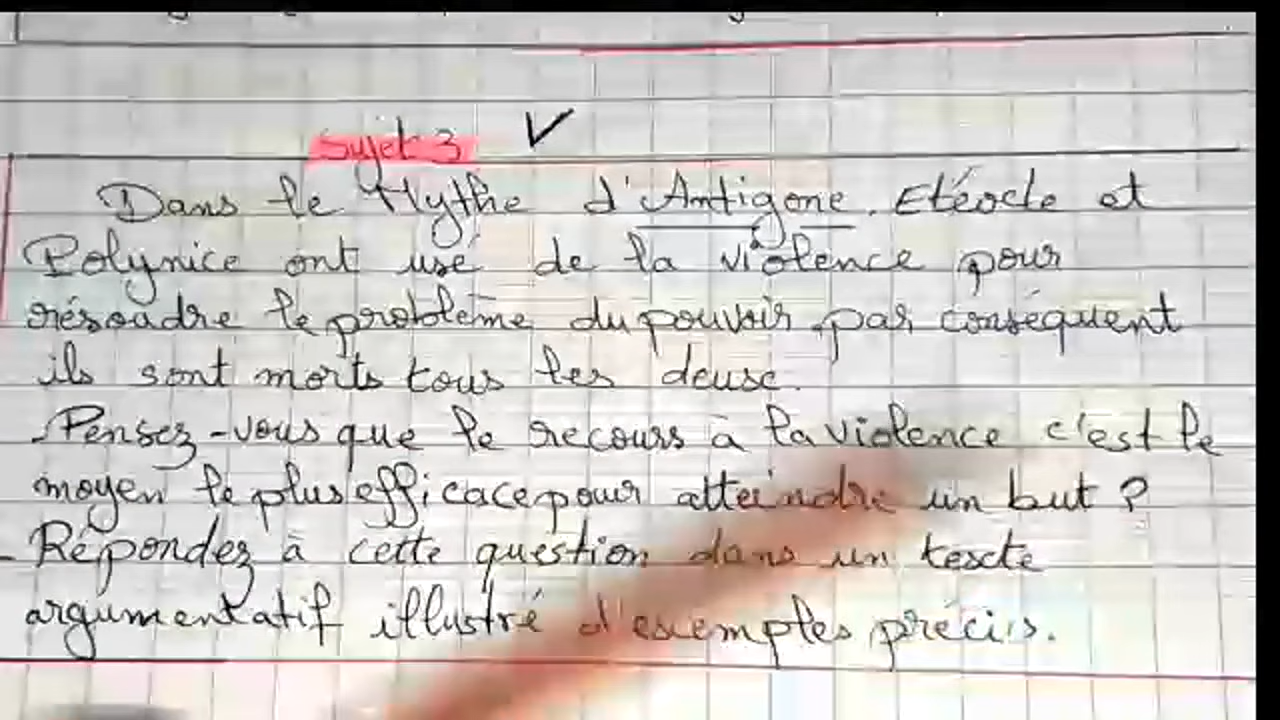 Sujet 3
Dans le Mythe d'Antigone. Etéocle et
Polynice ont usé de la violence pour
résoudre le problème du pouvoir, par conséquent
ils sont morts tous les deux.
Pensez-vous que le recours à la violence c'est le
moyen le plus efficace pour atteindre un but ?
- Répondez à cette question dans un texte
argumentatif illustré d'exemples précis.